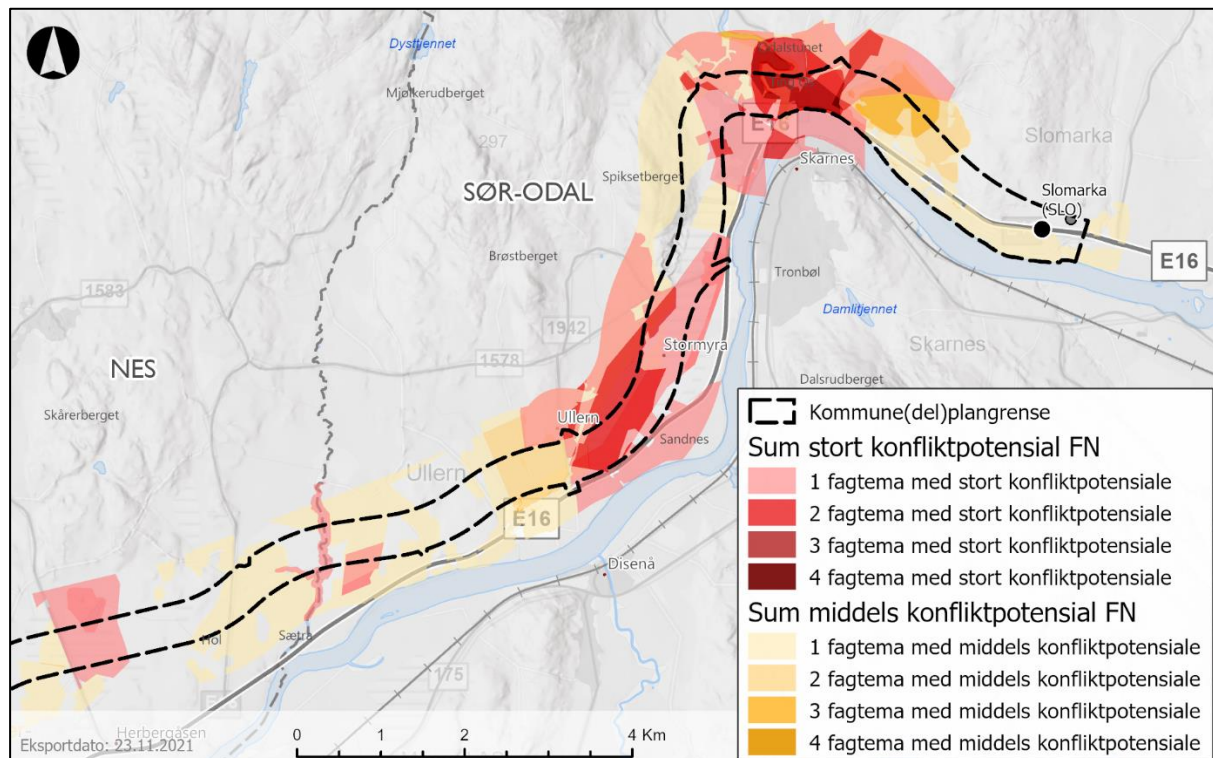 Dysttjennet
Mjølkerudberget
297
SØR-ODAL
Spiksetberget
Brøstberget
1583
1942
1578
NES
Skårerberget
Ullern
Ullern
Stormyra
Sandnes
E16
E16
Skarnes
Slomarka
Slomarka
(SLO)
E16
Tronbøl
Damlitjennet
Skarnes
Dalsrudberget
Disenå
Sætra
175
Herbergåsen
Eksportdato: 23.11.2021
0 1 2 4 Km
Kommune(del)plangrense
Sum stort konfliktpotensial FN
1 fagtema med stort konfliktpotensiale
2 fagtema med stort konfliktpotensiale
3 fagtema med stort konfliktpotensiale
4 fagtema med stort konfliktpotensiale
Sum middels konfliktpotensial FN
1 fagtema med middels konfliktpotensiale
2 fagtema med middels konfliktpotensiale
3 fagtema med middels konfliktpotensiale
4 fagtema med middels konfliktpotensiale